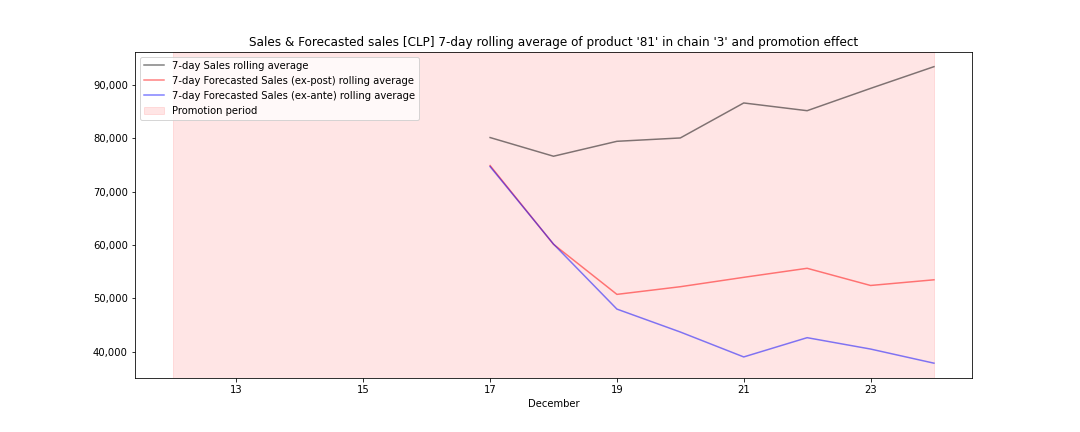 Sales & Forecasted sales [CLP] 7-day rolling average of product '81' in chain '3' and promotion effect
7-day Sales rolling average
7-day Forecasted Sales (ex-post) rolling average
7-day Forecasted Sales (ex-ante) rolling average
Promotion period
90,000
80,000
70,000
60,000
50,000
40,000
13 15 17 19 21 23
December